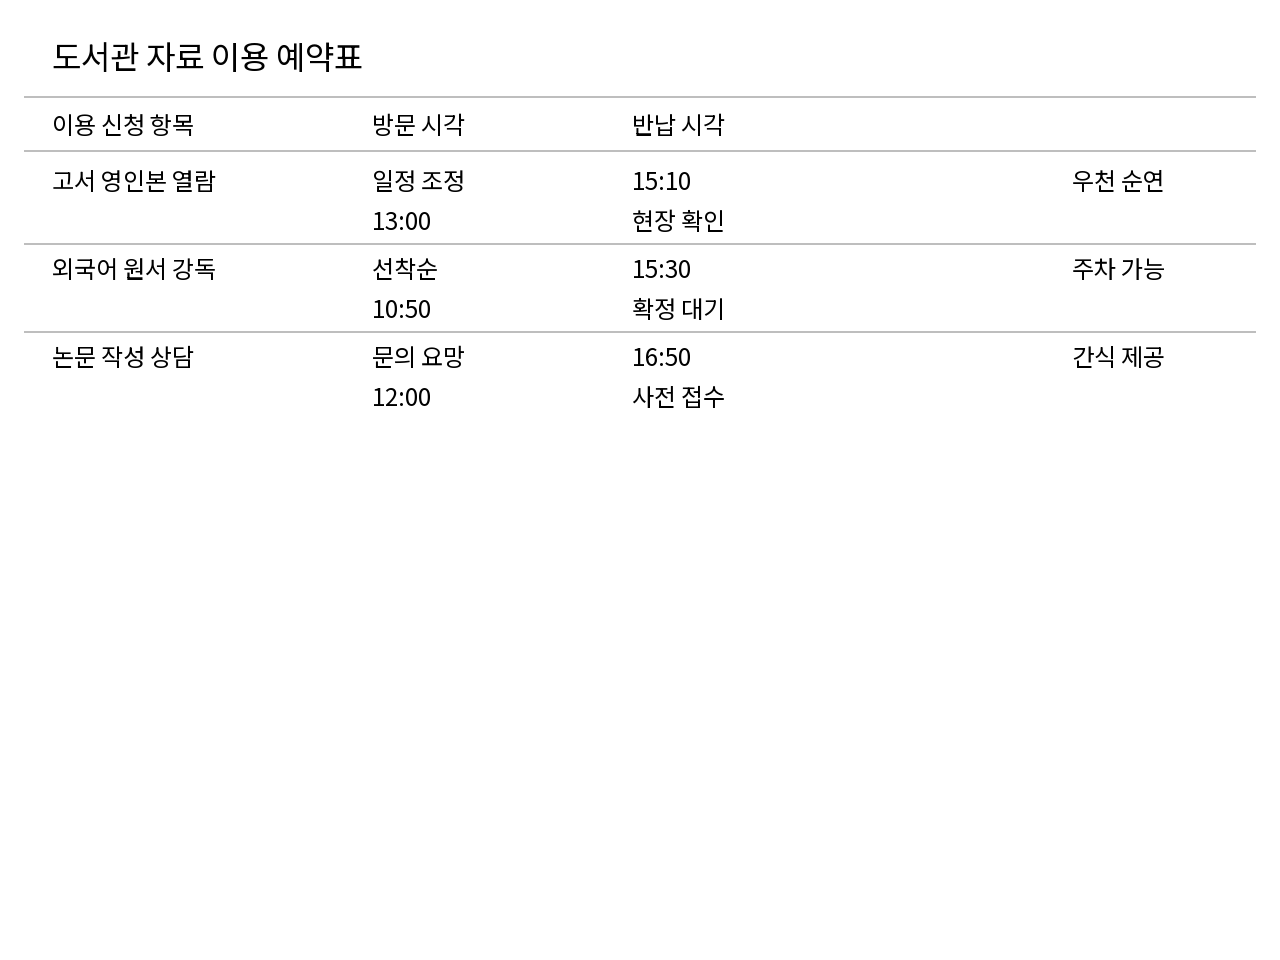 도서관 자료 이용 예약표
이용 신청 항목 방문 시각 반납 시각
고서 영인본 열람 일정 조정 15:10 우천 순연
13:00 현장 확인
외국어 원서 강독 선착순 15:30 주차 가능
10:50 확정 대기
논문 작성 상담 문의 요망 16:50 간식 제공
12:00 사전 접수